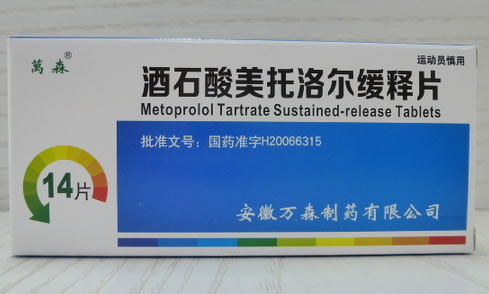 萬森®
运动员慎用
酒石酸美托洛尔缓释片
Metoprolol Tartrate Sustained-release Tablets
批准文号：国药准字H20066315
14片
安徽万森制药有限公司